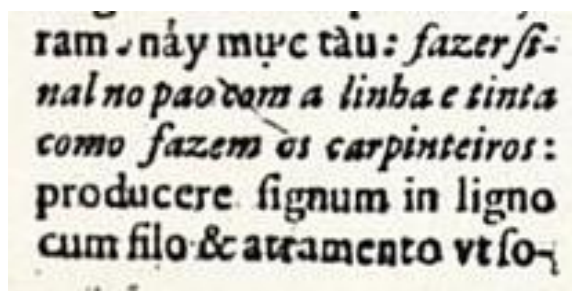 ram. nảy mực tàu: fazer ſi-
nal no pao com a linha e tinta
como fazem os carpinteiros:
producere ſignum in ligno
cum filo & atramento vt ſo-